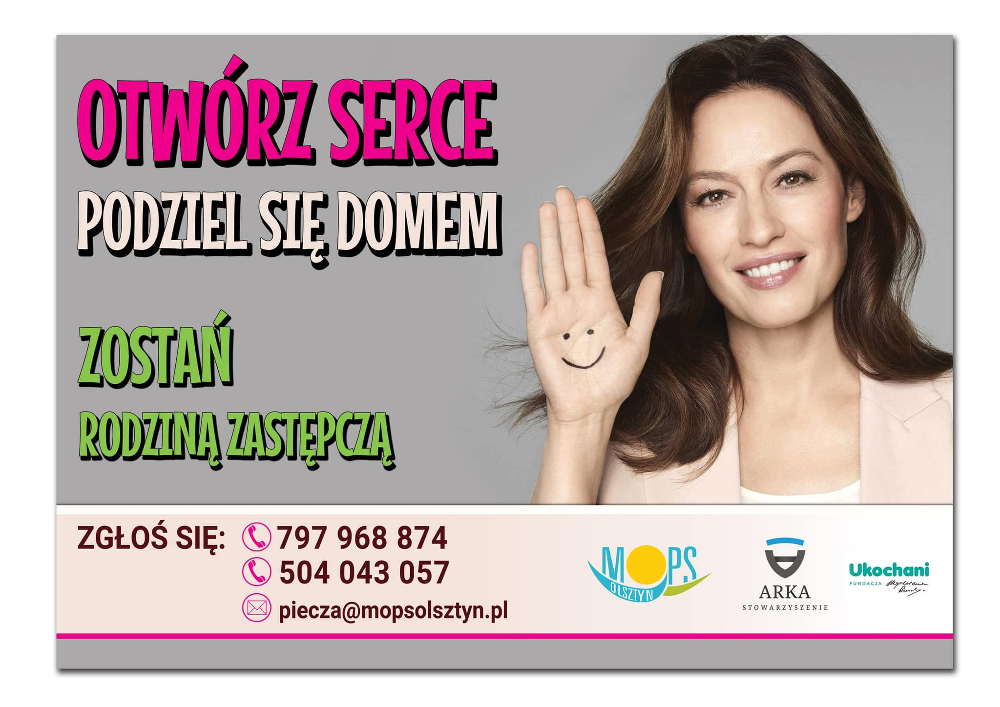 OTWÓRZ SERCE
PODZIEL SIĘ DOMEM
ZOSTAŃ
RODZINĄ ZASTĘPCZĄ
ZGŁOŚ SIĘ: 797 968 874
504 043 057
piecza@mopsolsztyn.pl
MOPS
OLSZTYN
ARKA
STOWARZYSZENIE
Ukochani
FUNDACJA